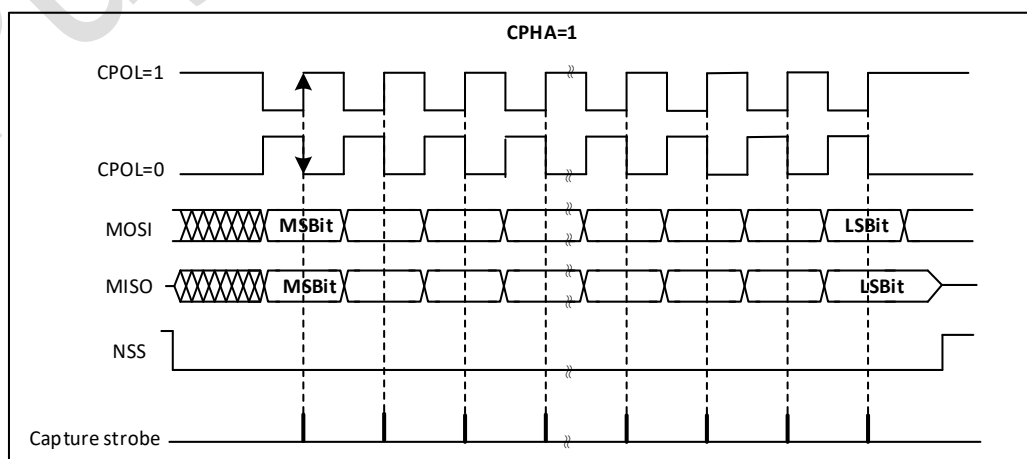 CPHA=1
CPOL=1
CPOL=0
MOSI MSBit LSBit
MISO MSBit LSBit
NSS
Capture strobe